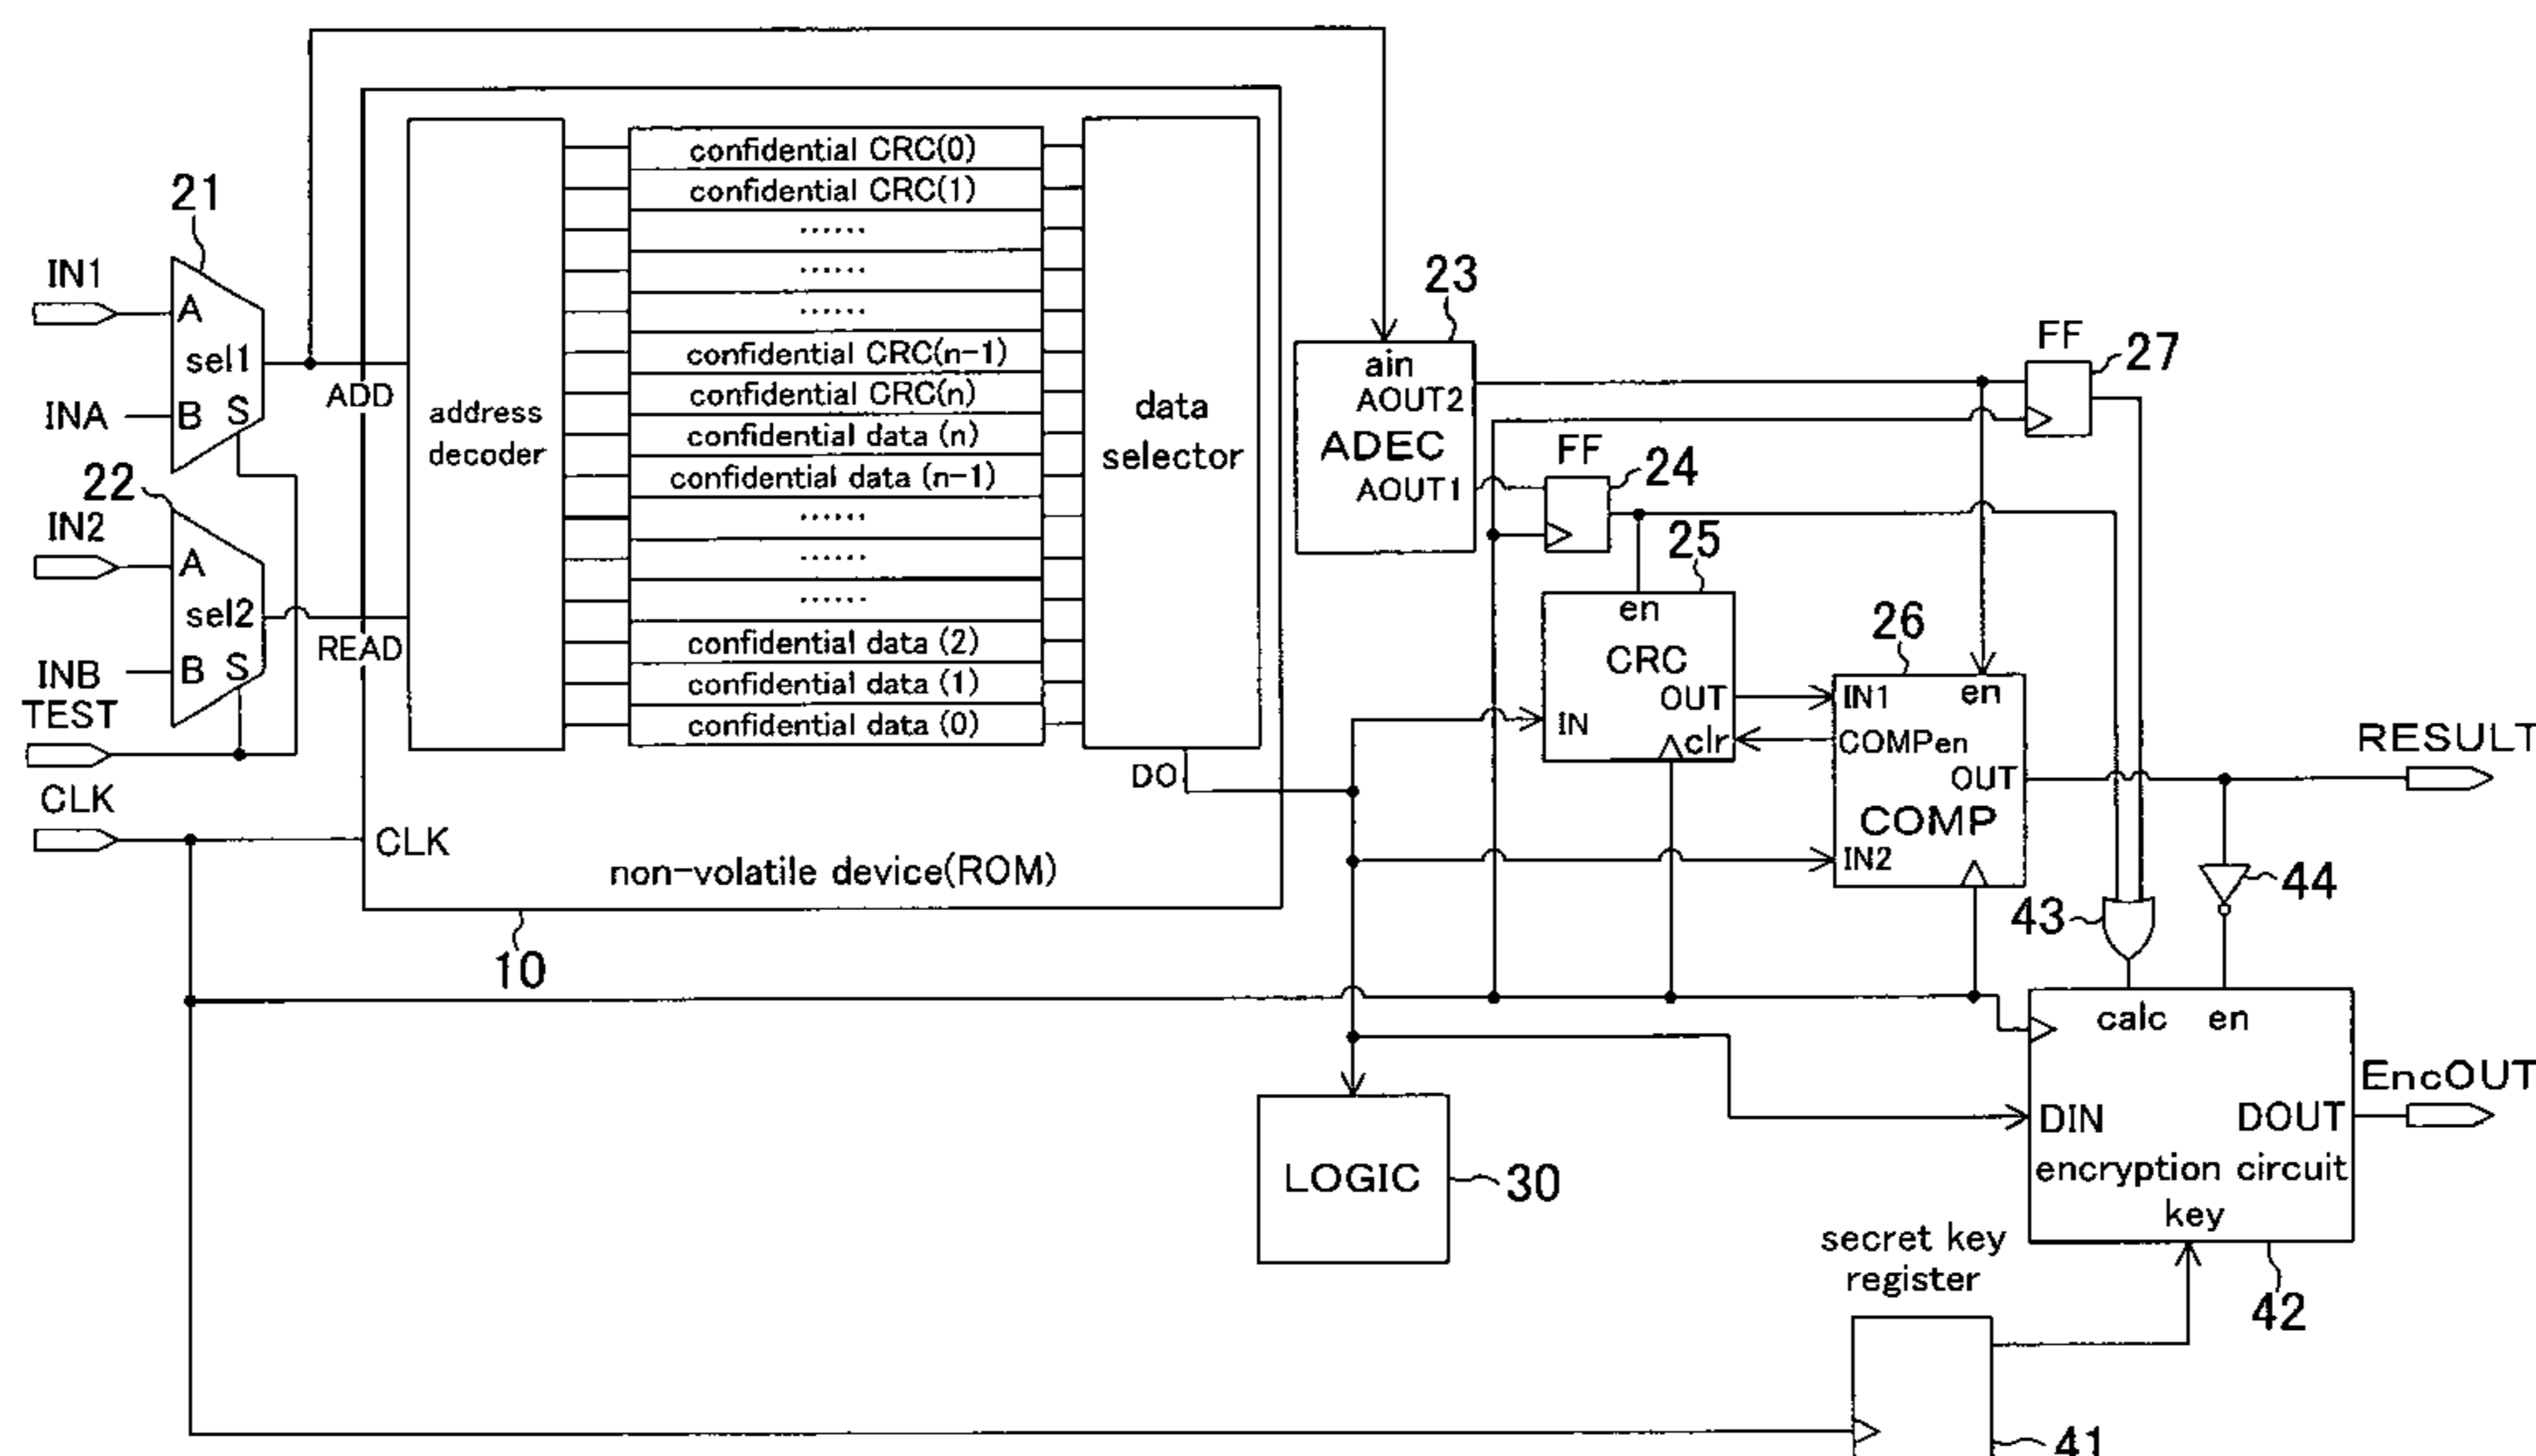 21
IN1
A
sel1
INA
B
S
22
IN2
A
sel2
INB
B
S
TEST
CLK
ADD
READ
CLK
address
decoder
confidential CRC(0)
confidential CRC(1)
......
......
......
confidential CRC(n-1)
confidential CRC(n)
confidential data (n)
confidential data (n-1)
......
......
......
confidential data (2)
confidential data (1)
confidential data (0)
data
selector
DO
non-volatile device(ROM)
10
23
ain
AOUT2
ADEC
AOUT1
FF
24
FF
27
25
en
CRC
OUT
IN
clr
26
IN1
en
COMPen
OUT
COMP
IN2
RESULT
43
44
calc
en
DIN
DOUT
encryption circuit
key
EncOUT
42
LOGIC
30
secret key
register
41